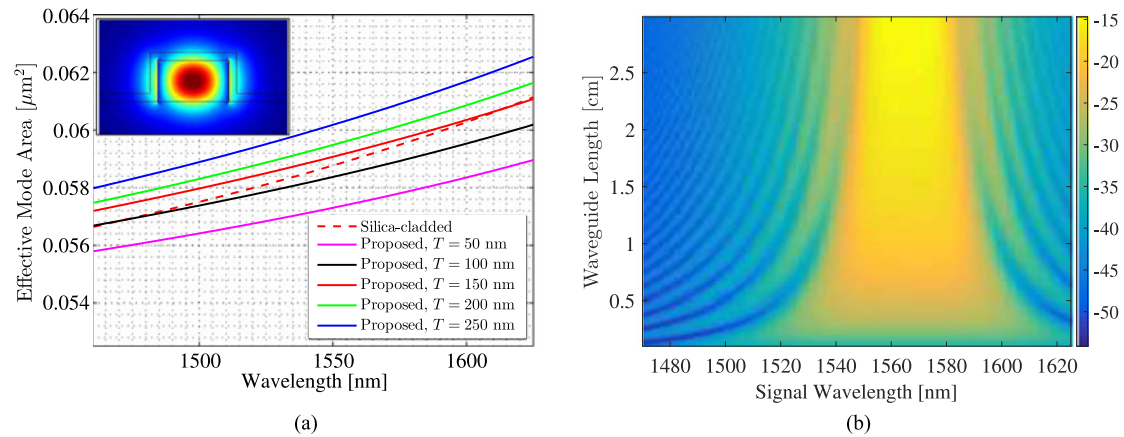 0.064
0.062
0.06
0.058
0.056
0.054
Effective Mode Area [μm²]
Silica-cladded
Proposed, T = 50 nm
Proposed, T = 100 nm
Proposed, T = 150 nm
Proposed, T = 200 nm
Proposed, T = 250 nm
1500 1550 1600
Wavelength [nm]
(a)
2.5
2
1.5
1
0.5
Waveguide Length [cm]
1480 1500 1520 1540 1560 1580 1600 1620
Signal Wavelength [nm]
-15
-20
-25
-30
-35
-40
-45
-50
(b)